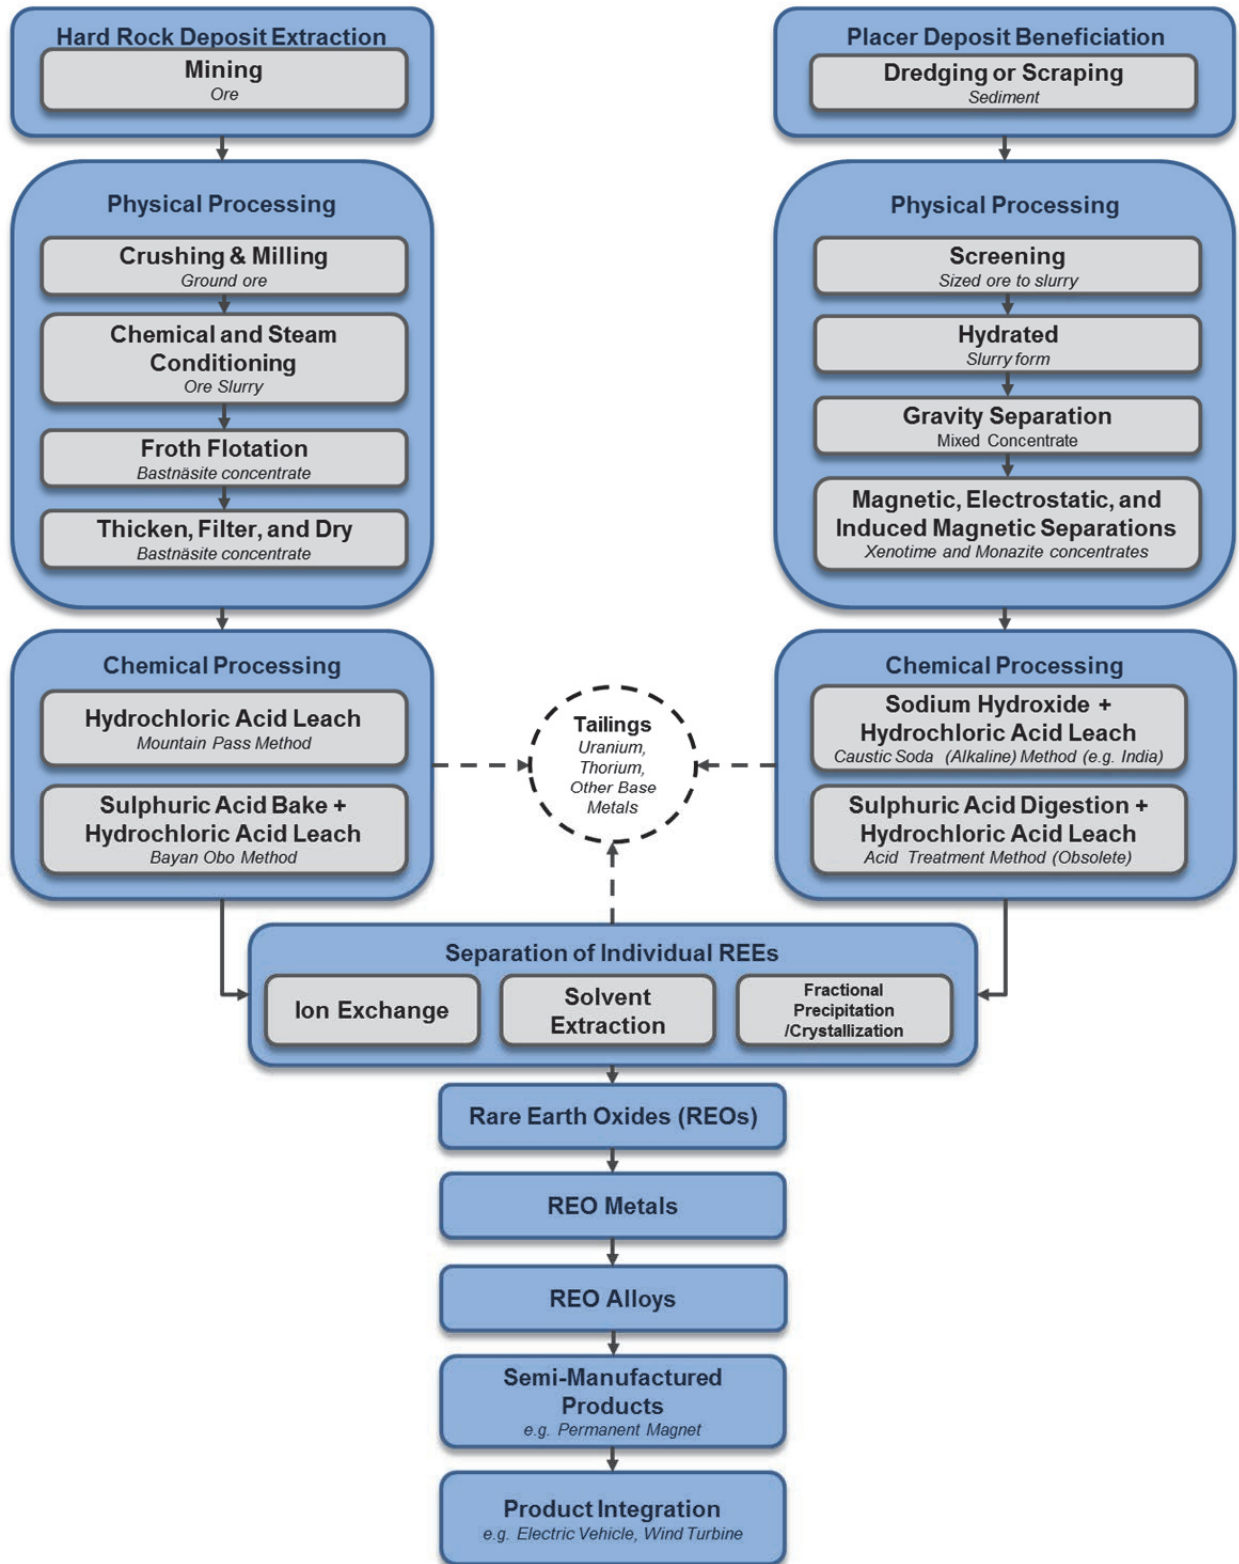 Hard Rock Deposit Extraction
Mining
Ore
Physical Processing
Crushing & Milling
Ground ore
Chemical and Steam
Conditioning
Ore Slurry
Froth Flotation
Bastnäsite concentrate
Thicken, Filter, and Dry
Bastnäsite concentrate
Chemical Processing
Hydrochloric Acid Leach
Mountain Pass Method
Sulphuric Acid Bake +
Hydrochloric Acid Leach
Bayan Obo Method
Placer Deposit Beneficiation
Dredging or Scraping
Sediment
Physical Processing
Screening
Sized ore to slurry
Hydrated
Slurry form
Gravity Separation
Mixed Concentrate
Magnetic, Electrostatic, and
Induced Magnetic Separations
Xenotime and Monazite concentrates
Chemical Processing
Sodium Hydroxide +
Hydrochloric Acid Leach
Caustic Soda (Alkaline) Method (e.g. India)
Sulphuric Acid Digestion +
Hydrochloric Acid Leach
Acid Treatment Method (Obsolete)
Tailings
Uranium,
Thorium,
Other Base
Metals
Separation of Individual REEs
Ion Exchange
Solvent
Extraction
Fractional
Precipitation
/Crystallization
Rare Earth Oxides (REOs)
REO Metals
REO Alloys
Semi-Manufactured
Products
e.g. Permanent Magnet
Product Integration
e.g. Electric Vehicle, Wind Turbine